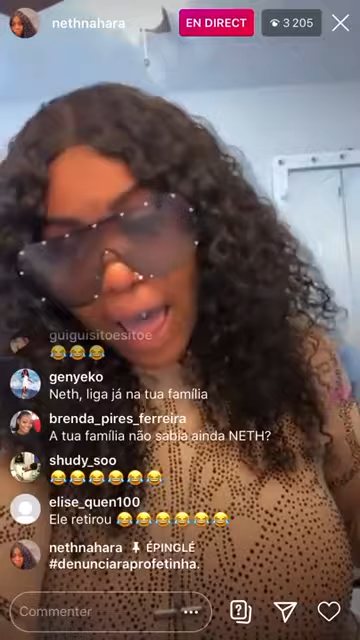 nethnahara
EN DIRECT
3 205
guiguisitoesitoe
😂😂😂
genyeko
Neth, liga já na tua família
brenda_pires_ferreira
A tua família não sabia ainda NETH?
shudy_soo
😂😂😂😂😂😂
elise_quen100
Ele retirou 😂😂😂😂😂😂
nethnahara 📌 ÉPINGLÉ
#denunciaraprofetinha.
Commenter